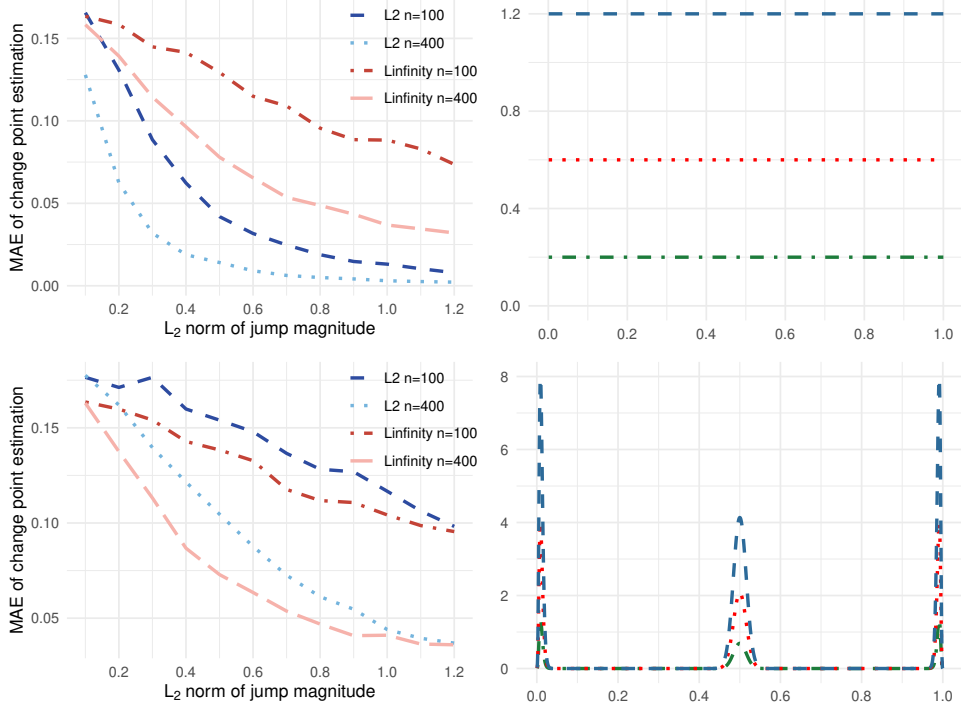 MAE of change point estimation
0.15
0.10
0.05
0.00
0.2 0.4 0.6 0.8 1.0 1.2
L2 norm of jump magnitude
L2 n=100
L2 n=400
Linfinity n=100
Linfinity n=400
1.2
0.8
0.4
0.0
0.0 0.2 0.4 0.6 0.8 1.0
MAE of change point estimation
0.15
0.10
0.05
0.2 0.4 0.6 0.8 1.0 1.2
L2 norm of jump magnitude
L2 n=100
L2 n=400
Linfinity n=100
Linfinity n=400
8
6
4
2
0
0.0 0.2 0.4 0.6 0.8 1.0